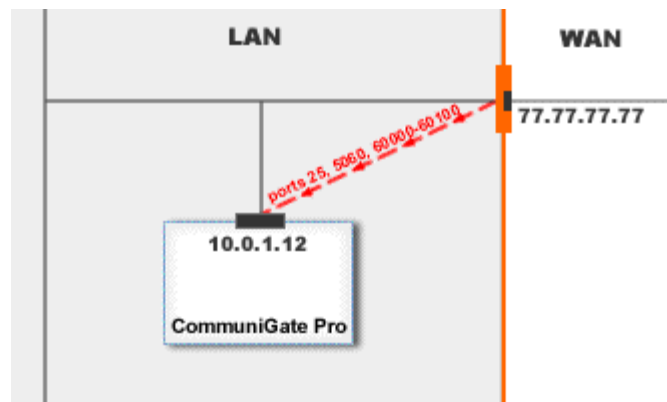 LAN
WAN
77.77.77.77
ports 25, 5060, 60000-60100
10.0.1.12
CommuniGate Pro